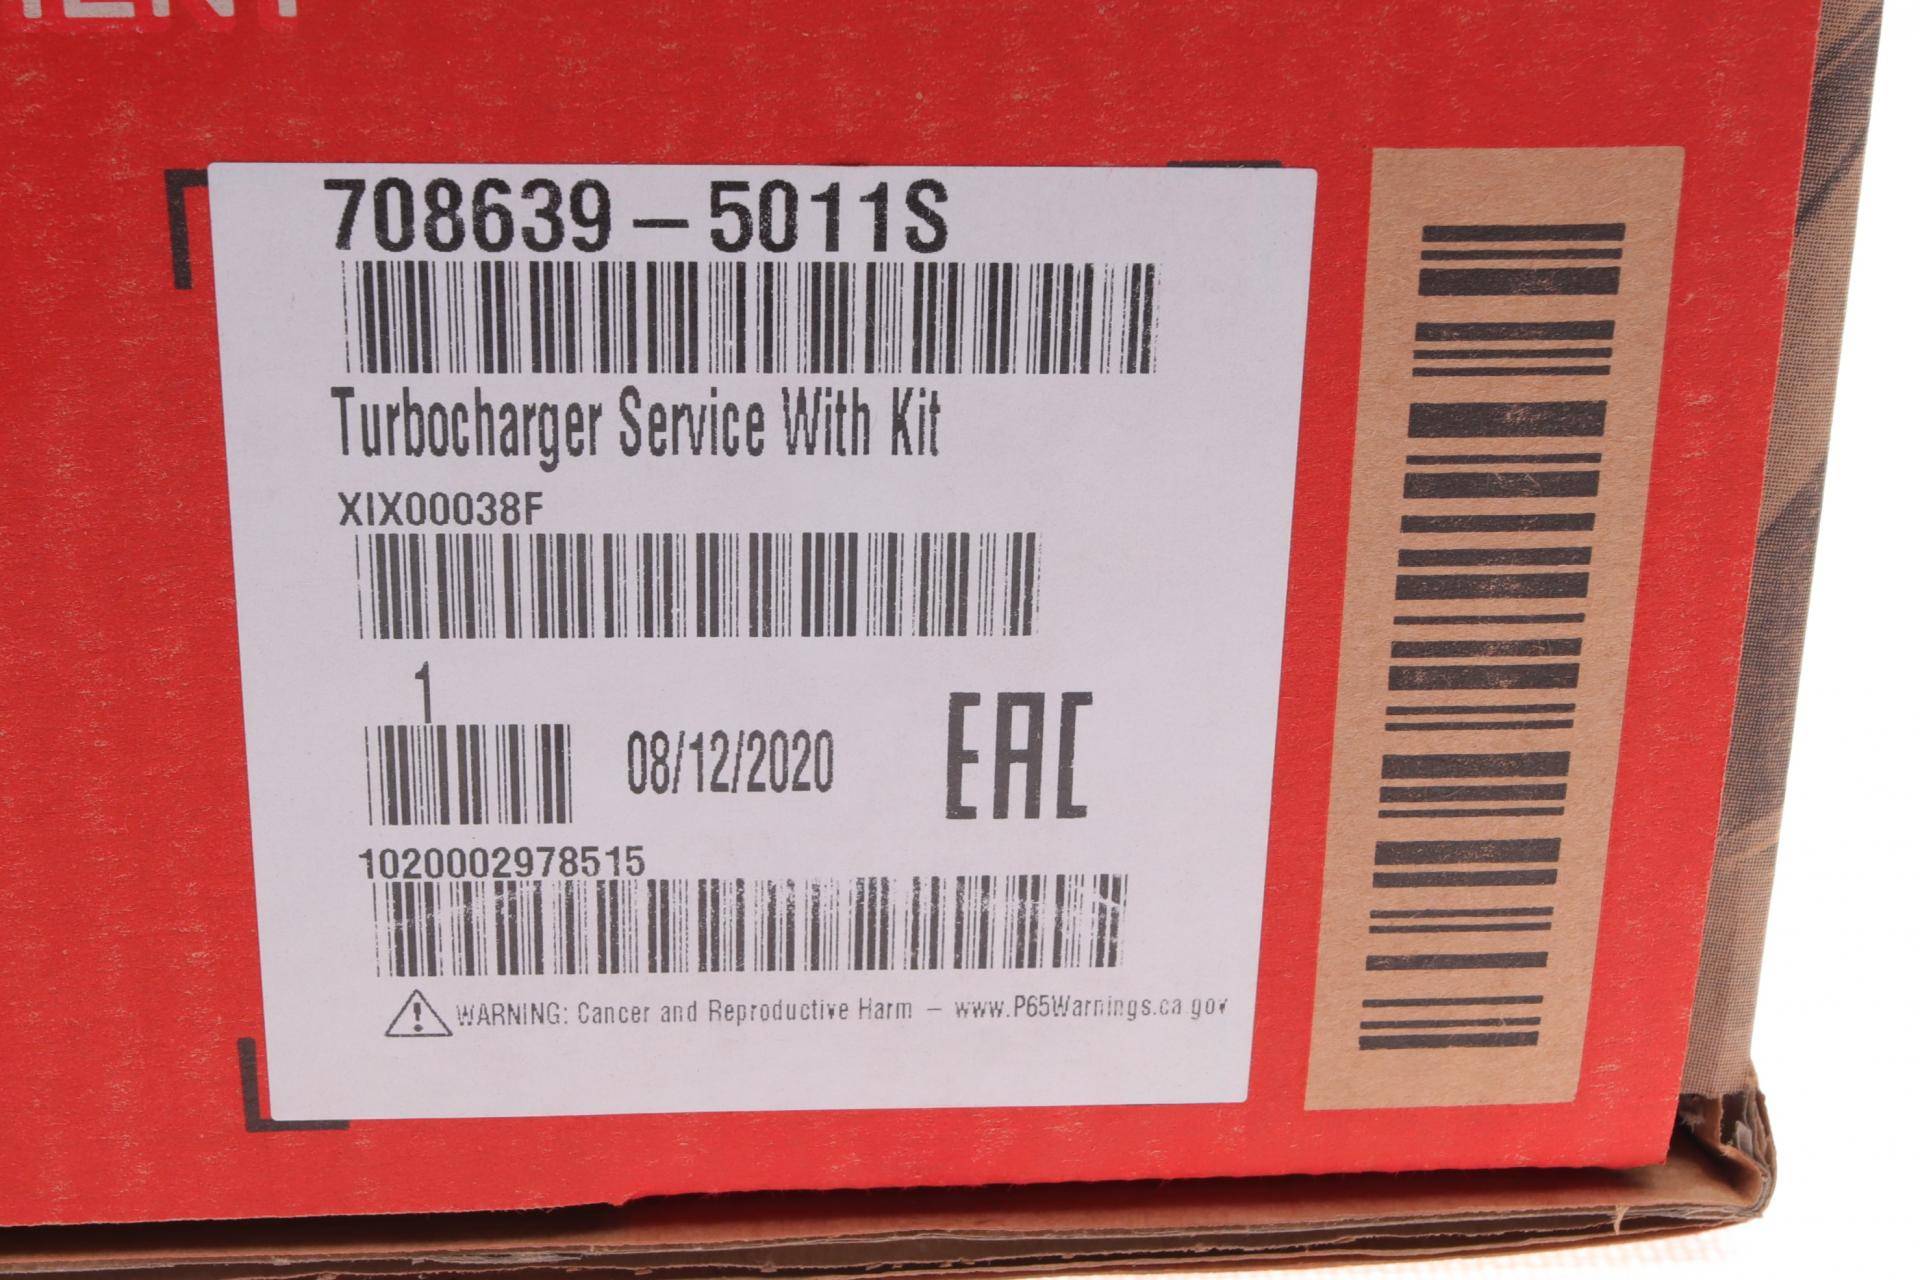 708639-5011S
Turbocharger Service With Kit
XIX00038F
1
08/12/2020
EAC
1020002978515
WARNING: Cancer and Reproductive Harm - www.P65Warnings.ca.gov